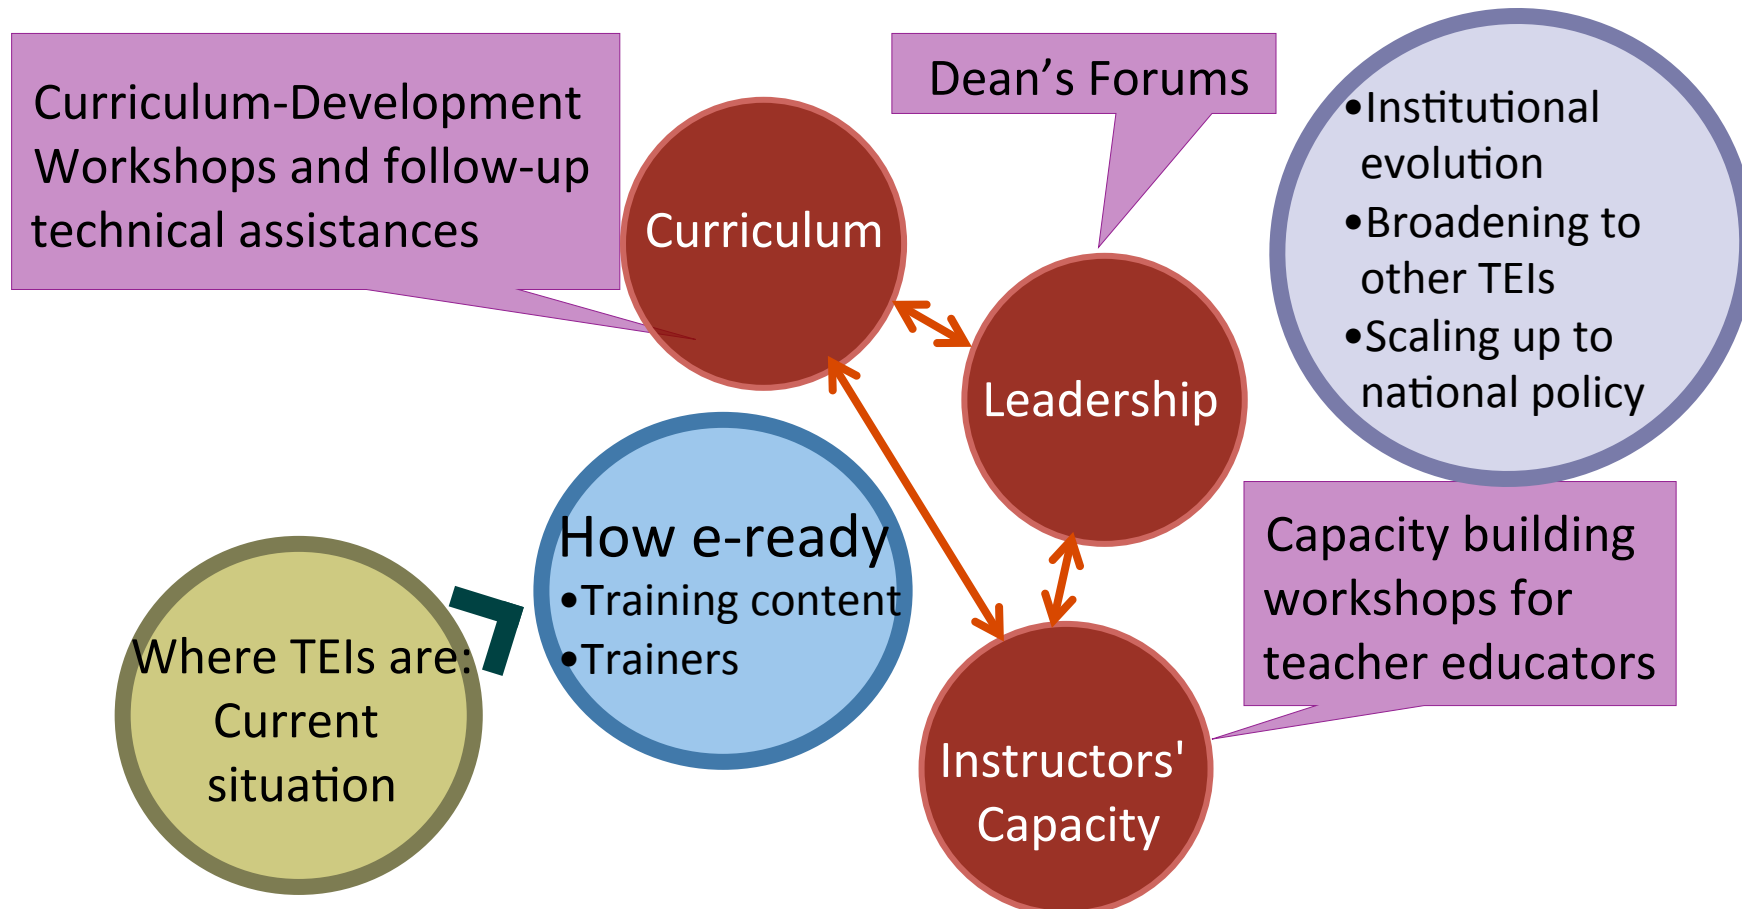 Curriculum-Development
Workshops and follow-up
technical assistances
Curriculum
Dean’s Forums
Leadership
•Institutional
evolution
•Broadening to
other TEIs
•Scaling up to
national policy
How e-ready
•Training content
•Trainers
Where TEIs are:
Current
situation
Capacity building
workshops for
teacher educators
Instructors'
Capacity